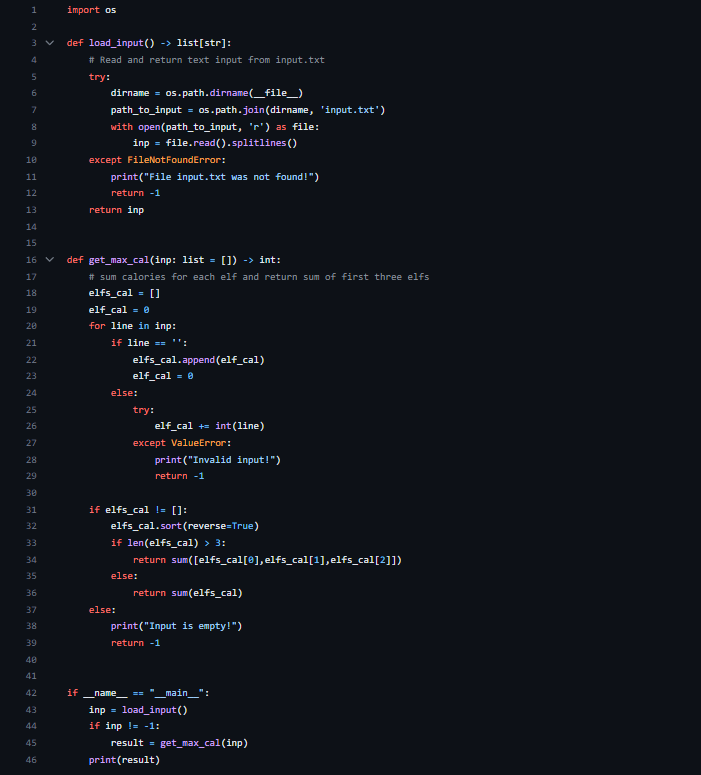 1 import os
2
3 def load_input() -> list[str]:
4     # Read and return text input from input.txt
5     try:
6         dirname = os.path.dirname(__file__)
7         path_to_input = os.path.join(dirname, 'input.txt')
8         with open(path_to_input, 'r') as file:
9             inp = file.read().splitlines()
10     except FileNotFoundError:
11         print("File input.txt was not found!")
12         return -1
13     return inp
14
15
16 def get_max_cal(inp: list = []) -> int:
17     # sum calories for each elf and return sum of first three elfs
18     elfs_cal = []
19     elf_cal = 0
20     for line in inp:
21         if line == '':
22             elfs_cal.append(elf_cal)
23             elf_cal = 0
24         else:
25             try:
26                 elf_cal += int(line)
27             except ValueError:
28                 print("Invalid input!")
29                 return -1
30
31     if elfs_cal != []:
32         elfs_cal.sort(reverse=True)
33         if len(elfs_cal) > 3:
34             return sum([elfs_cal[0],elfs_cal[1],elfs_cal[2]])
35         else:
36             return sum(elfs_cal)
37     else:
38         print("Input is empty!")
39         return -1
40
41
42 if __name__ == "__main__":
43     inp = load_input()
44     if inp != -1:
45         result = get_max_cal(inp)
46     print(result)